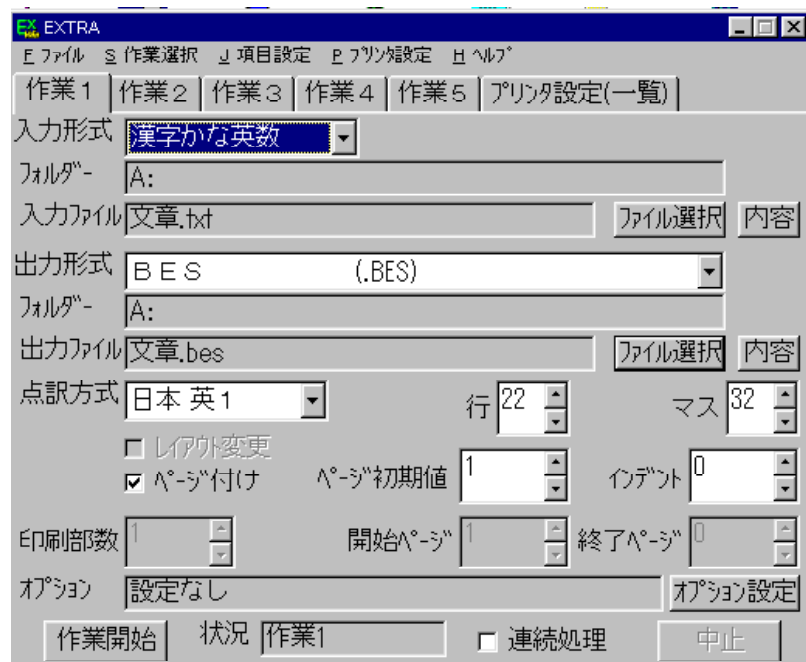 EXTRA
F ﾌｧｲﾙ S 作業選択 J 項目設定 P ﾌﾟﾘﾝﾀ設定 H ﾍﾙﾌﾟ
作業１ 作業２ 作業３ 作業４ 作業５ ﾌﾟﾘﾝﾀ設定(一覧)
入力形式 漢字かな英数
ﾌｫﾙﾀﾞｰ A:
入力ﾌｧｲﾙ 文章.txt ﾌｧｲﾙ選択 内容
出力形式 ＢＥＳ (.BES)
ﾌｫﾙﾀﾞｰ A:
出力ﾌｧｲﾙ 文章.bes ﾌｧｲﾙ選択 内容
点訳方式 日本 英１ 行 22 マス 32
ﾚｲｱｳﾄ変更
ﾍﾟｰｼﾞ付け ﾍﾟｰｼﾞ初期値 1 ｲﾝﾃﾞﾝﾄ 0
印刷部数 1 開始ﾍﾟｰｼﾞ 1 終了ﾍﾟｰｼﾞ 0
ｵﾌﾟｼｮﾝ 設定なし ｵﾌﾟｼｮﾝ設定
作業開始 状況 作業1 連続処理 中止